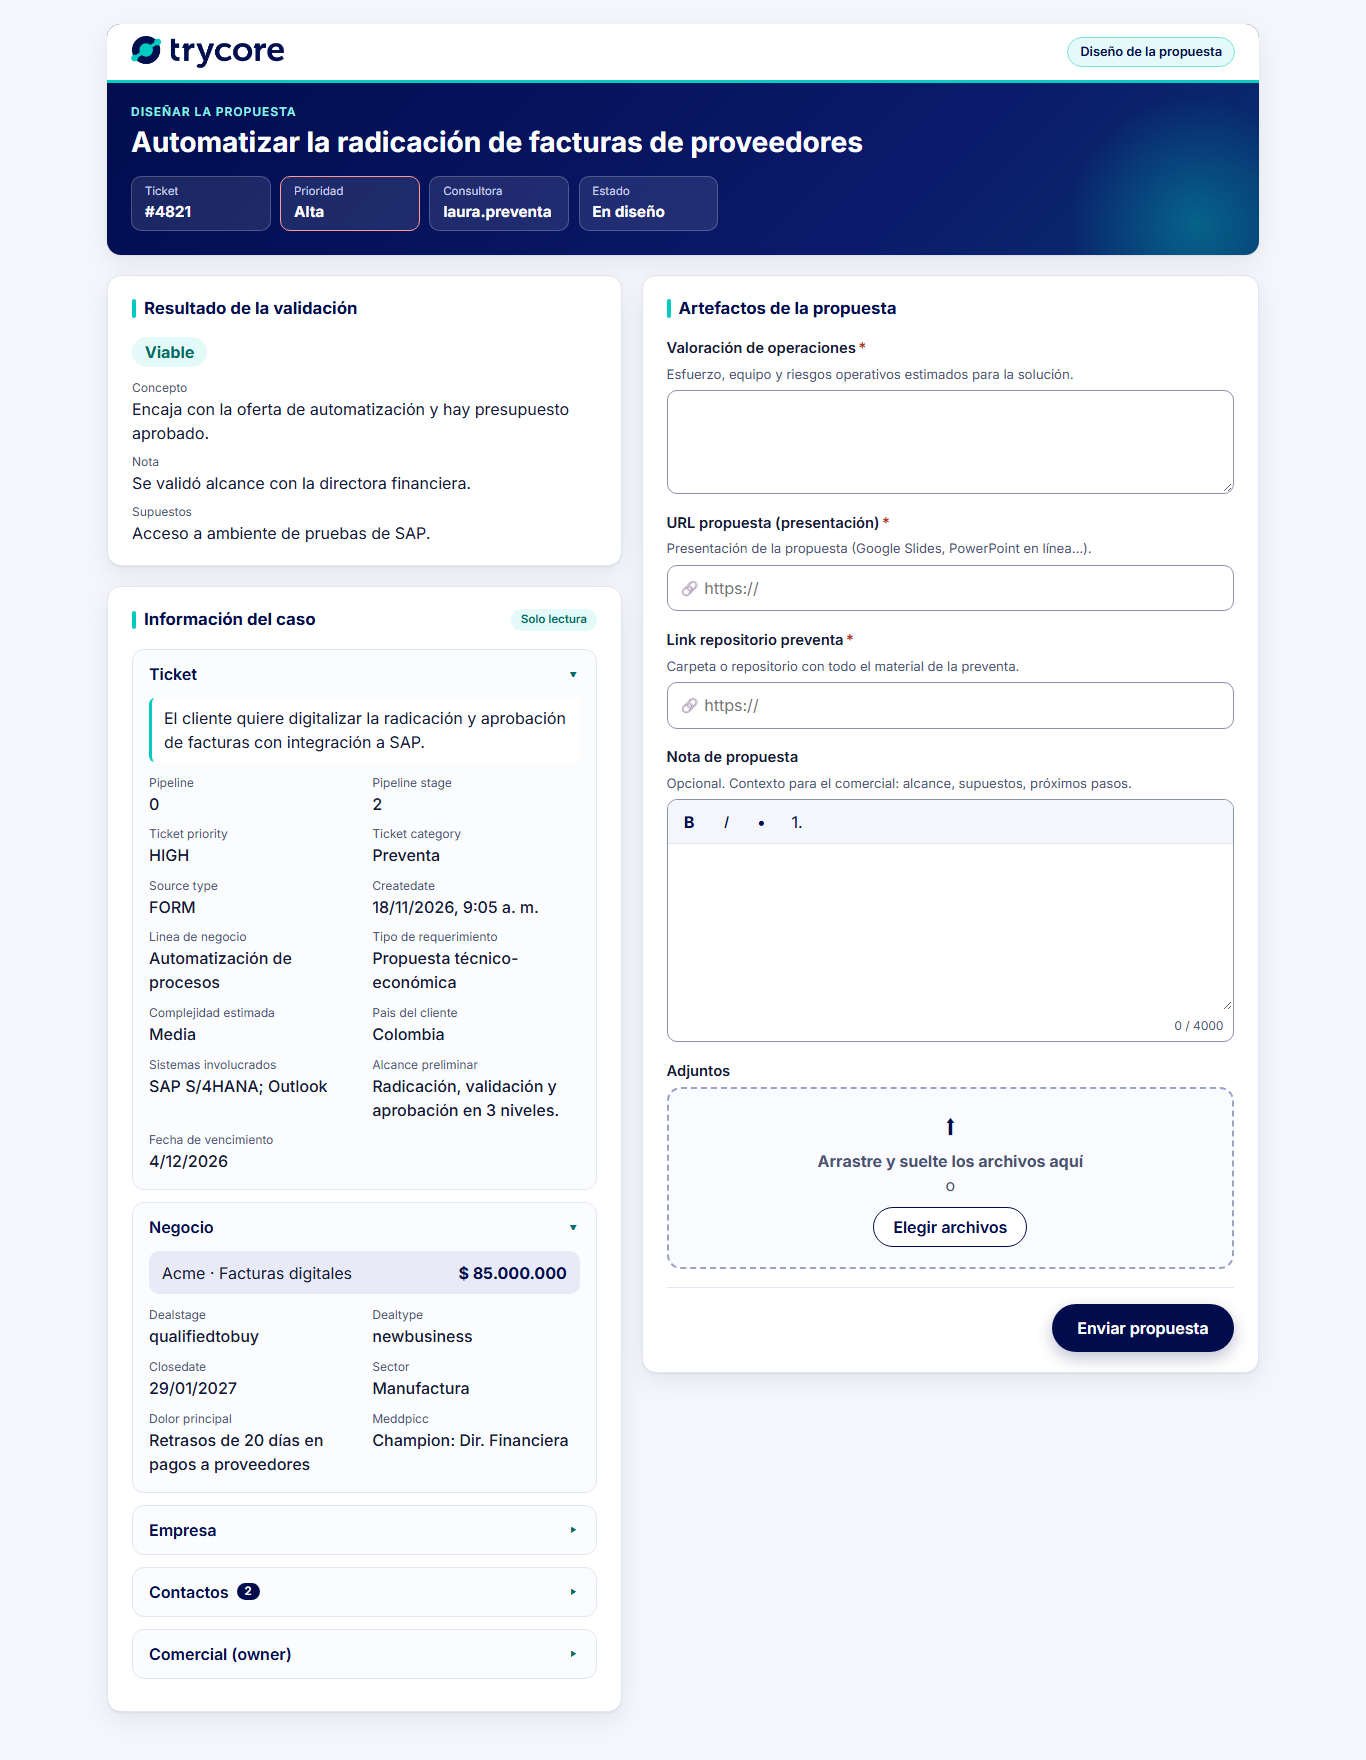 trycore
Diseño de la propuesta
DISEÑAR LA PROPUESTA
Automatizar la radicación de facturas de proveedores
Ticket
#4821
Prioridad
Alta
Consultora
laura.preventa
Estado
En diseño
Resultado de la validación
Viable
Concepto
Encaja con la oferta de automatización y hay presupuesto
aprobado.
Nota
Se validó alcance con la directora financiera.
Supuestos
Acceso a ambiente de pruebas de SAP.
Información del caso
Solo lectura
Ticket
El cliente quiere digitalizar la radicación y aprobación
de facturas con integración a SAP.
Pipeline
0
Pipeline stage
2
Ticket priority
HIGH
Ticket category
Preventa
Source type
FORM
Createdate
18/11/2026, 9:05 a. m.
Linea de negocio
Automatización de
procesos
Tipo de requerimiento
Propuesta técnico-
económica
Complejidad estimada
Media
Pais del cliente
Colombia
Sistemas involucrados
SAP S/4HANA; Outlook
Alcance preliminar
Radicación, validación y
aprobación en 3 niveles.
Fecha de vencimiento
4/12/2026
Negocio
Acme · Facturas digitales
$ 85.000.000
Dealstage
qualifiedtobuy
Dealtype
newbusiness
Closedate
29/01/2027
Sector
Manufactura
Dolor principal
Retrasos de 20 días en
pagos a proveedores
Meddpicc
Champion: Dir. Financiera
Empresa
Contactos 2
Comercial (owner)
Artefactos de la propuesta
Valoración de operaciones *
Esfuerzo, equipo y riesgos operativos estimados para la solución.
URL propuesta (presentación) *
Presentación de la propuesta (Google Slides, PowerPoint en línea...).
https://
Link repositorio preventa *
Carpeta o repositorio con todo el material de la preventa.
https://
Nota de propuesta
Opcional. Contexto para el comercial: alcance, supuestos, próximos pasos.
B I • 1.
0 / 4000
Adjuntos
Arrastre y suelte los archivos aquí
o
Elegir archivos
Enviar propuesta